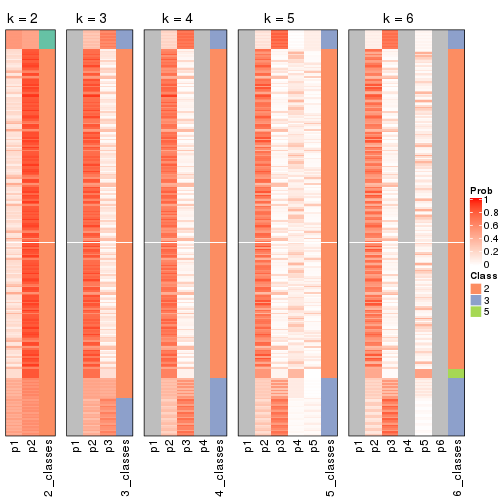 k = 2
k = 3
k = 4
k = 5
k = 6
Prob
1
0.8
0.6
0.4
0.2
0
Class
2
3
5
p1
p2
2_classes
p1
p2
p3
3_classes
p1
p2
p3
p4
4_classes
p1
p2
p3
p4
p5
5_classes
p1
p2
p3
p4
p5
p6
6_classes